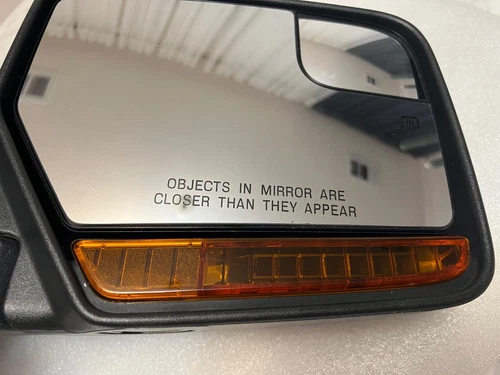 OBJECTS IN MIRROR ARE
CLOSER THAN THEY APPEAR